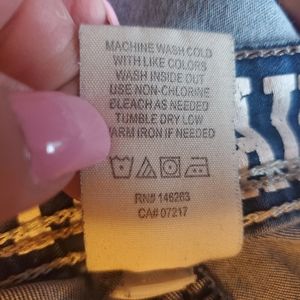 MACHINE WASH COLD
WITH LIKE COLORS
WASH INSIDE OUT
USE NON-CHLORINE
BLEACH AS NEEDED
TUMBLE DRY LOW
WARM IRON IF NEEDED
RN# 146263
CA# 07217